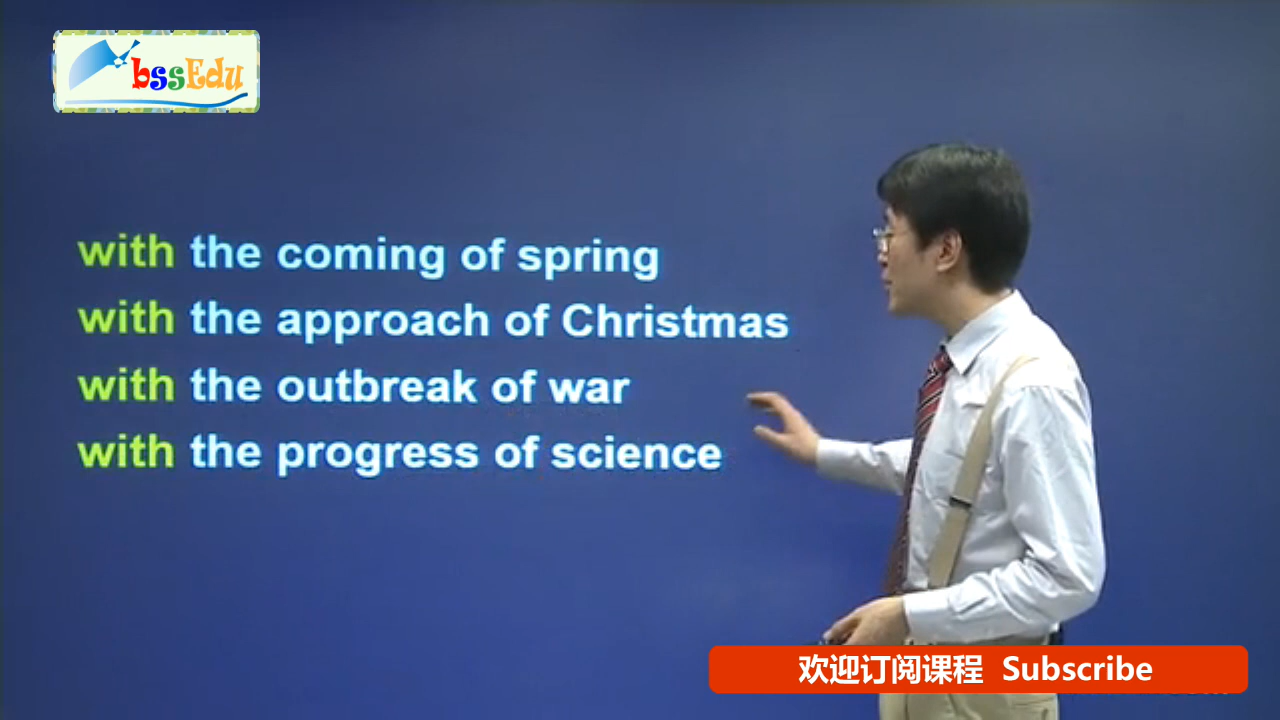 bssEdu
with the coming of spring
with the approach of Christmas
with the outbreak of war
with the progress of science
欢迎订阅课程 Subscribe